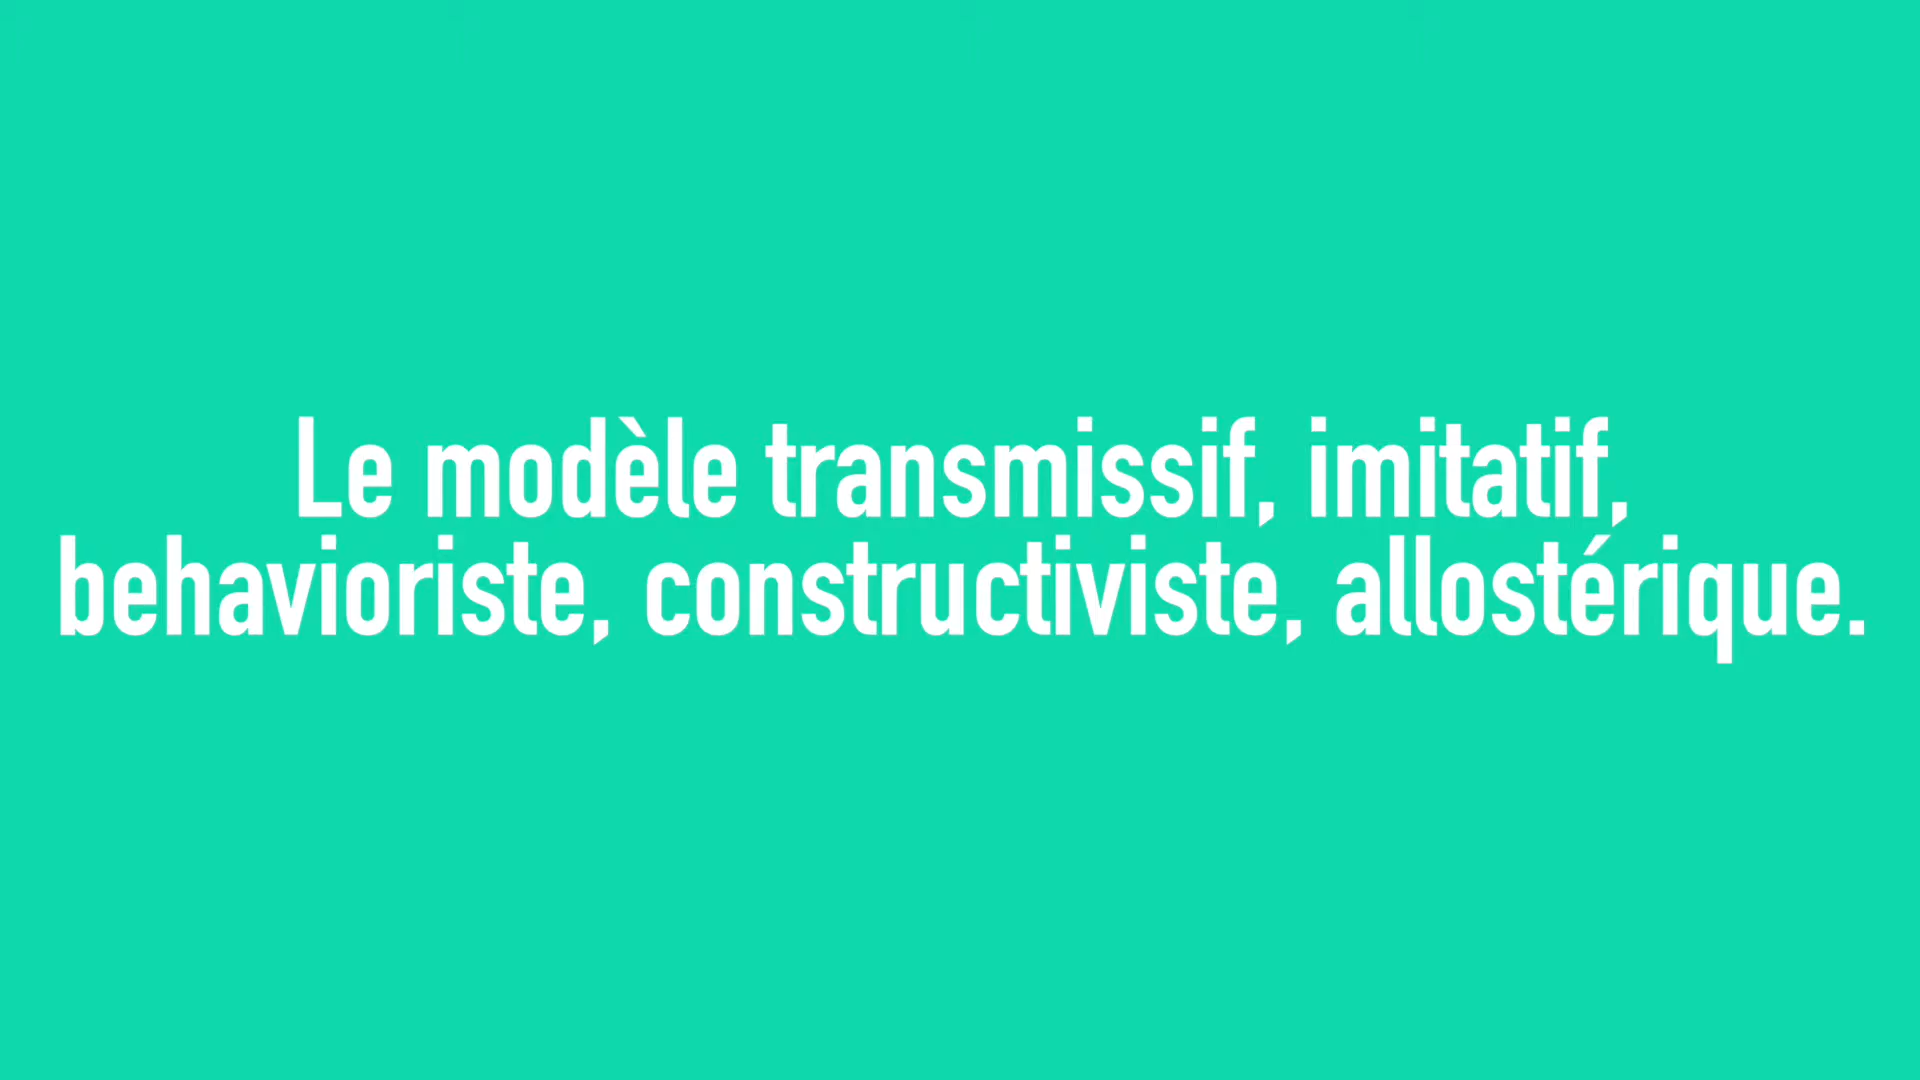 Le modèle transmissif, imitatif,
behavioriste, constructiviste, allostérique.